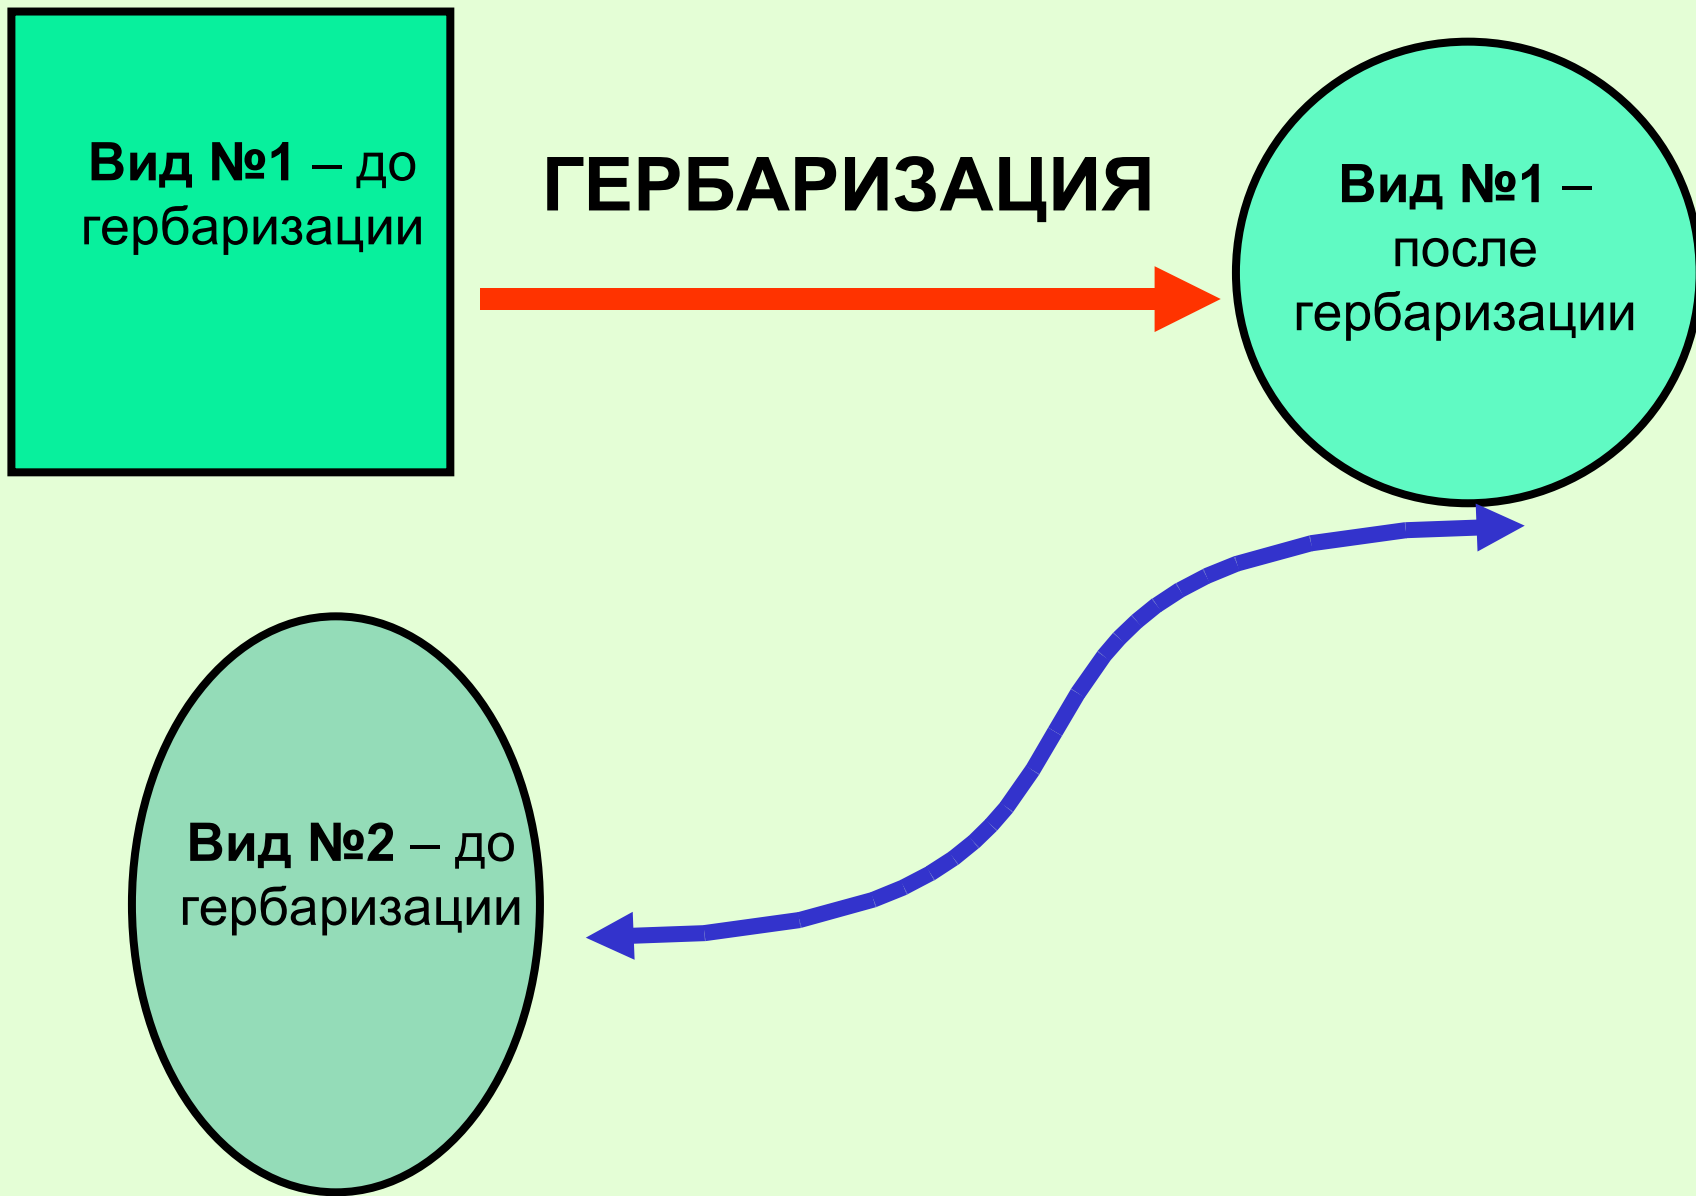 Вид №1 – до
гербаризации
ГЕРБАРИЗАЦИЯ
Вид №1 –
после
гербаризации
Вид №2 – до
гербаризации